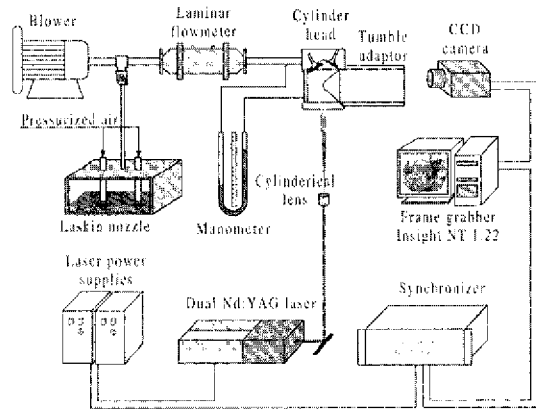 Blower
Laminar
flowmeter
Cylinder
head
Tumble
adaptor
CCD
camera
Pressurized air
Laskin nozzle
Manometer
Cylinderical
lens
Frame grabber
Insight NT 1.22
Laser power
supplies
Dual Nd:YAG laser
Synchronizer